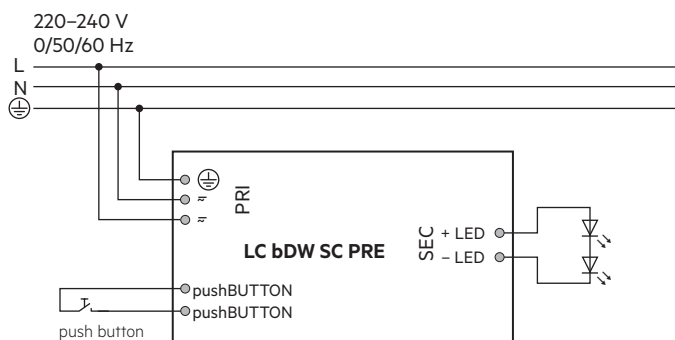 220–240 V
0/50/60 Hz
L
N
PRI
LC bDW SC PRE
SEC
+ LED
– LED
pushBUTTON
pushBUTTON
push button